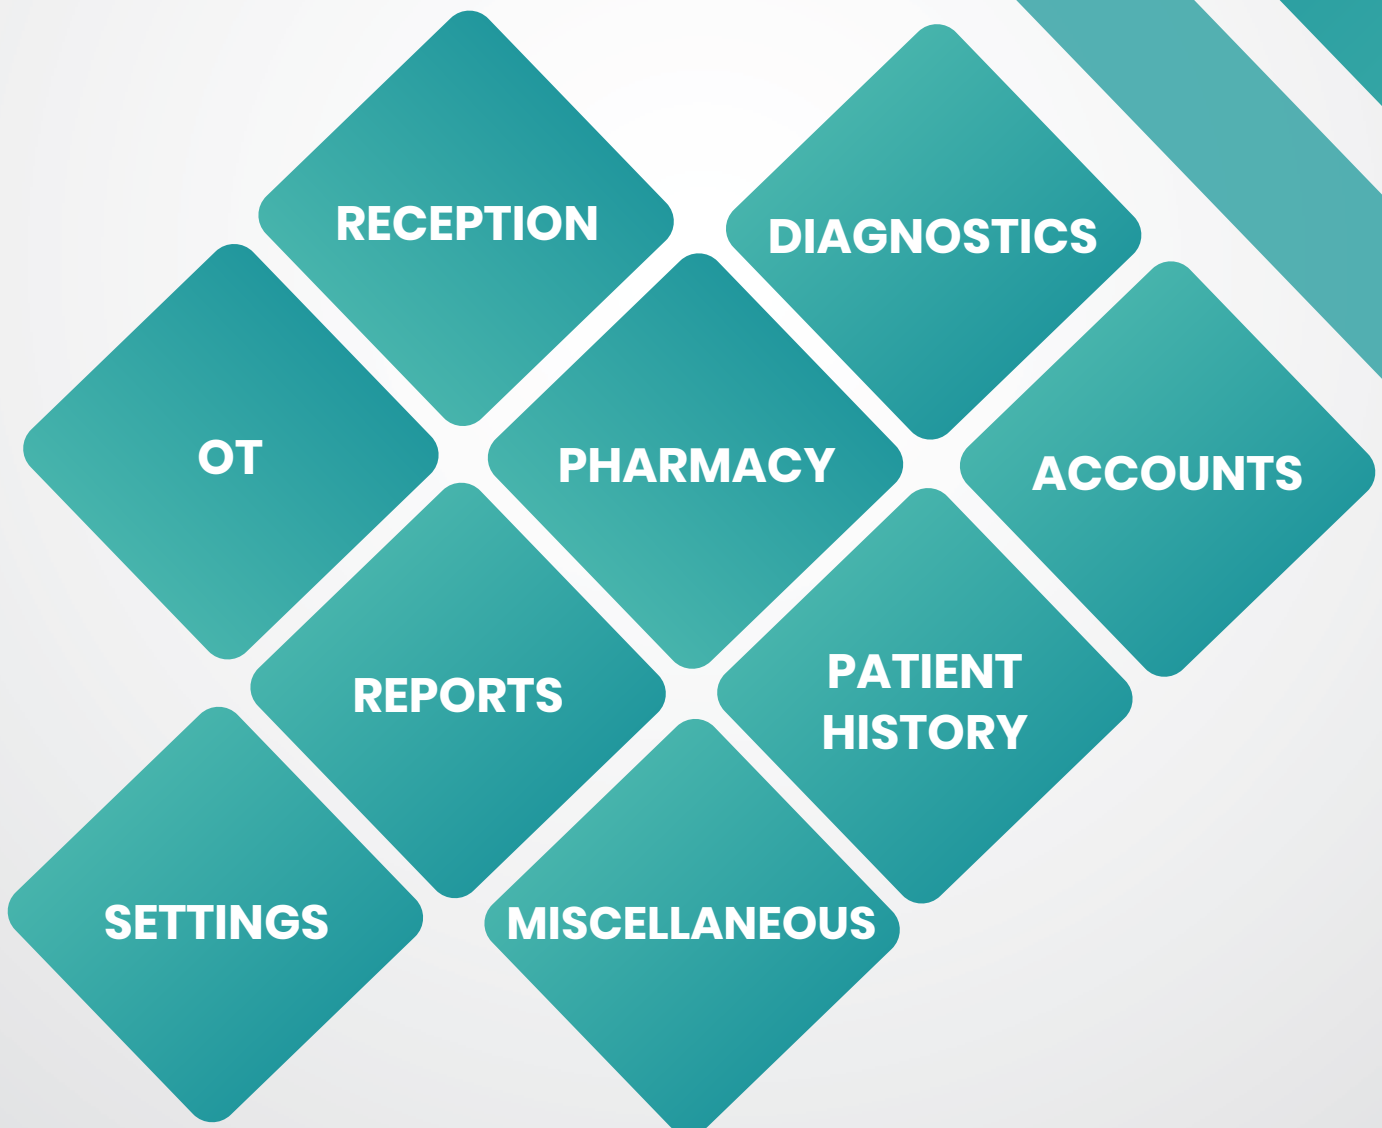 RECEPTION
DIAGNOSTICS
OT
PHARMACY
ACCOUNTS
REPORTS
PATIENT
HISTORY
SETTINGS
MISCELLANEOUS